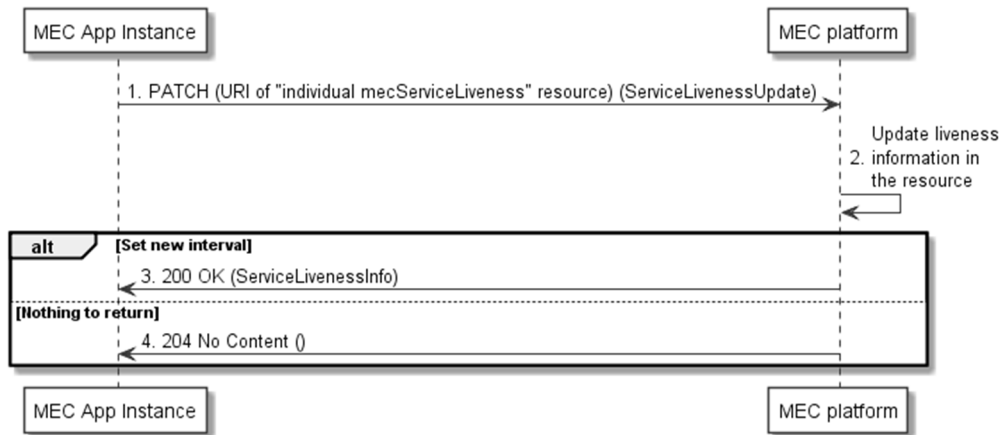 MEC App Instance
MEC platform
1. PATCH (URI of "individual mecServiceLiveness" resource) (ServiceLivenessUpdate)
Update liveness
2. information in
the resource
alt [Set new interval]
3. 200 OK (ServiceLivenessInfo)
[Nothing to return]
4. 204 No Content ()
MEC App Instance
MEC platform